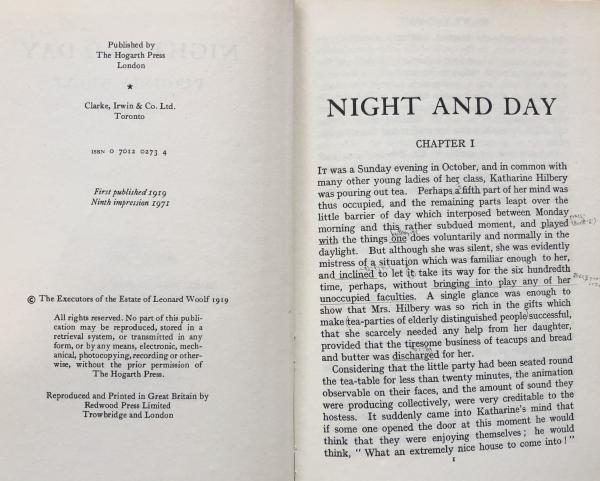 Published by
The Hogarth Press
London
*
Clarke, Irwin & Co. Ltd.
Toronto
ISBN 0 7012 0273 4
First published 1919
Ninth impression 1971
© The Executors of the Estate of Leonard Woolf 1919
All rights reserved. No part of this publi-
cation may be reproduced, stored in a
retrieval system, or transmitted in any
form, or by any means, electronic, mech-
anical, photocopying, recording or other-
wise, without the prior permission of
The Hogarth Press.
Reproduced and Printed in Great Britain by
Redwood Press Limited
Trowbridge and London
NIGHT AND DAY
CHAPTER I
IT was a Sunday evening in October, and in common with
many other young ladies of her class, Katharine Hilbery
was pouring out tea. Perhaps a fifth part of her mind was
thus occupied, and the remaining parts leapt over the
little barrier of day which interposed between Monday
morning and this rather subdued moment, and played
with the things one does voluntarily and normally in the
daylight. But although she was silent, she was evidently
mistress of a situation which was familiar enough to her,
and inclined to let it take its way for the six hundredth
time, perhaps, without bringing into play any of her
unoccupied faculties. A single glance was enough to
show that Mrs. Hilbery was so rich in the gifts which
make tea-parties of elderly distinguished people successful,
that she scarcely needed any help from her daughter,
provided that the tiresome business of teacups and bread
and butter was discharged for her.
Considering that the little party had been seated round
the tea-table for less than twenty minutes, the animation
observable on their faces, and the amount of sound they
were producing collectively, were very creditable to the
hostess. It suddenly came into Katharine's mind that
if some one opened the door at this moment he would
think that they were enjoying themselves; he would
think, "What an extremely nice house to come into!"
1